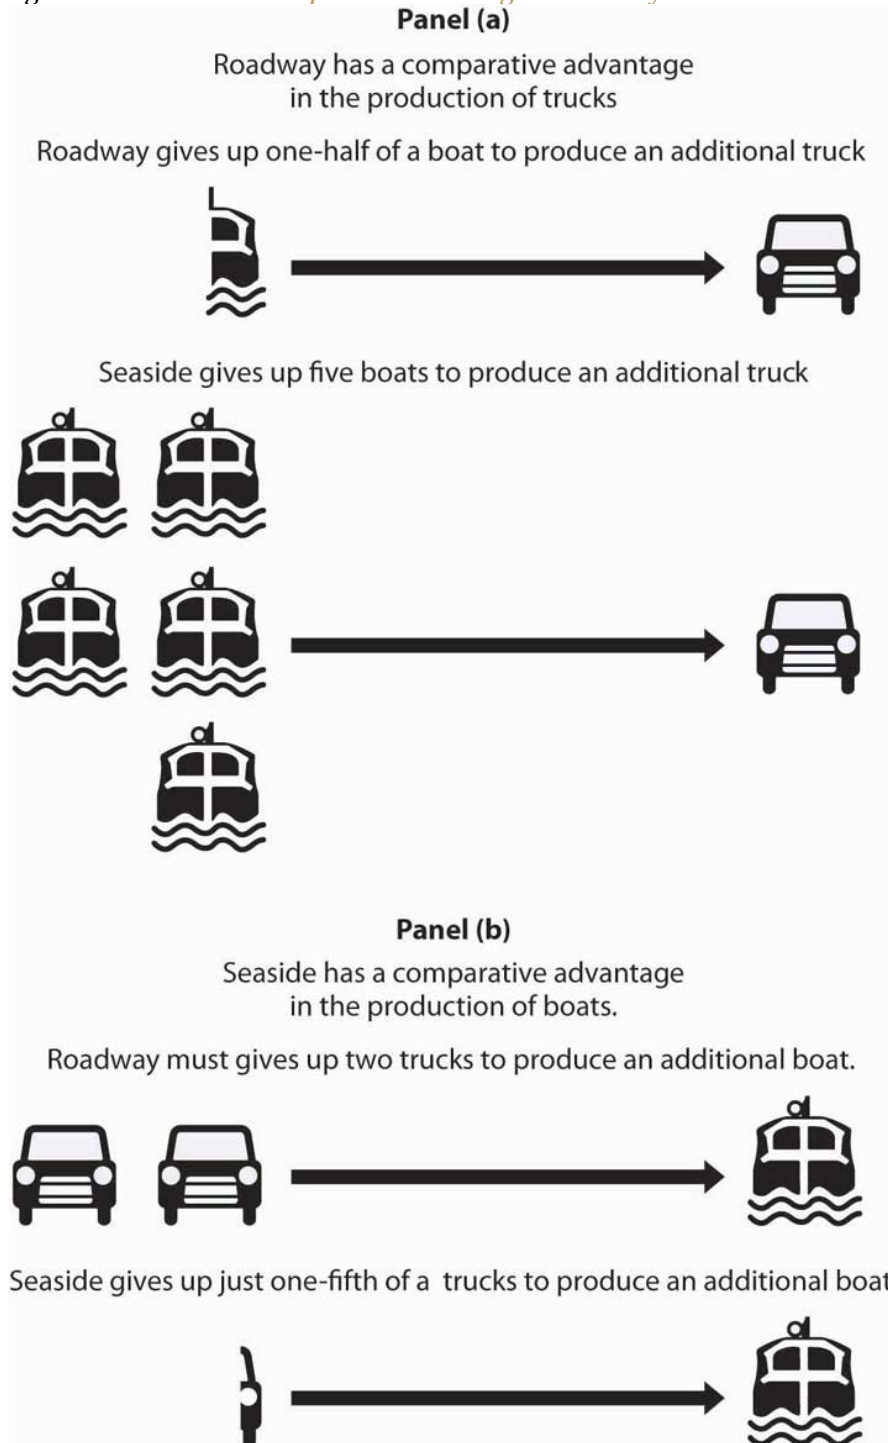 Panel (a)
Roadway has a comparative advantage
in the production of trucks
Roadway gives up one-half of a boat to produce an additional truck
Seaside gives up five boats to produce an additional truck
Panel (b)
Seaside has a comparative advantage
in the production of boats.
Roadway must gives up two trucks to produce an additional boat.
Seaside gives up just one-fifth of a trucks to produce an additional boat